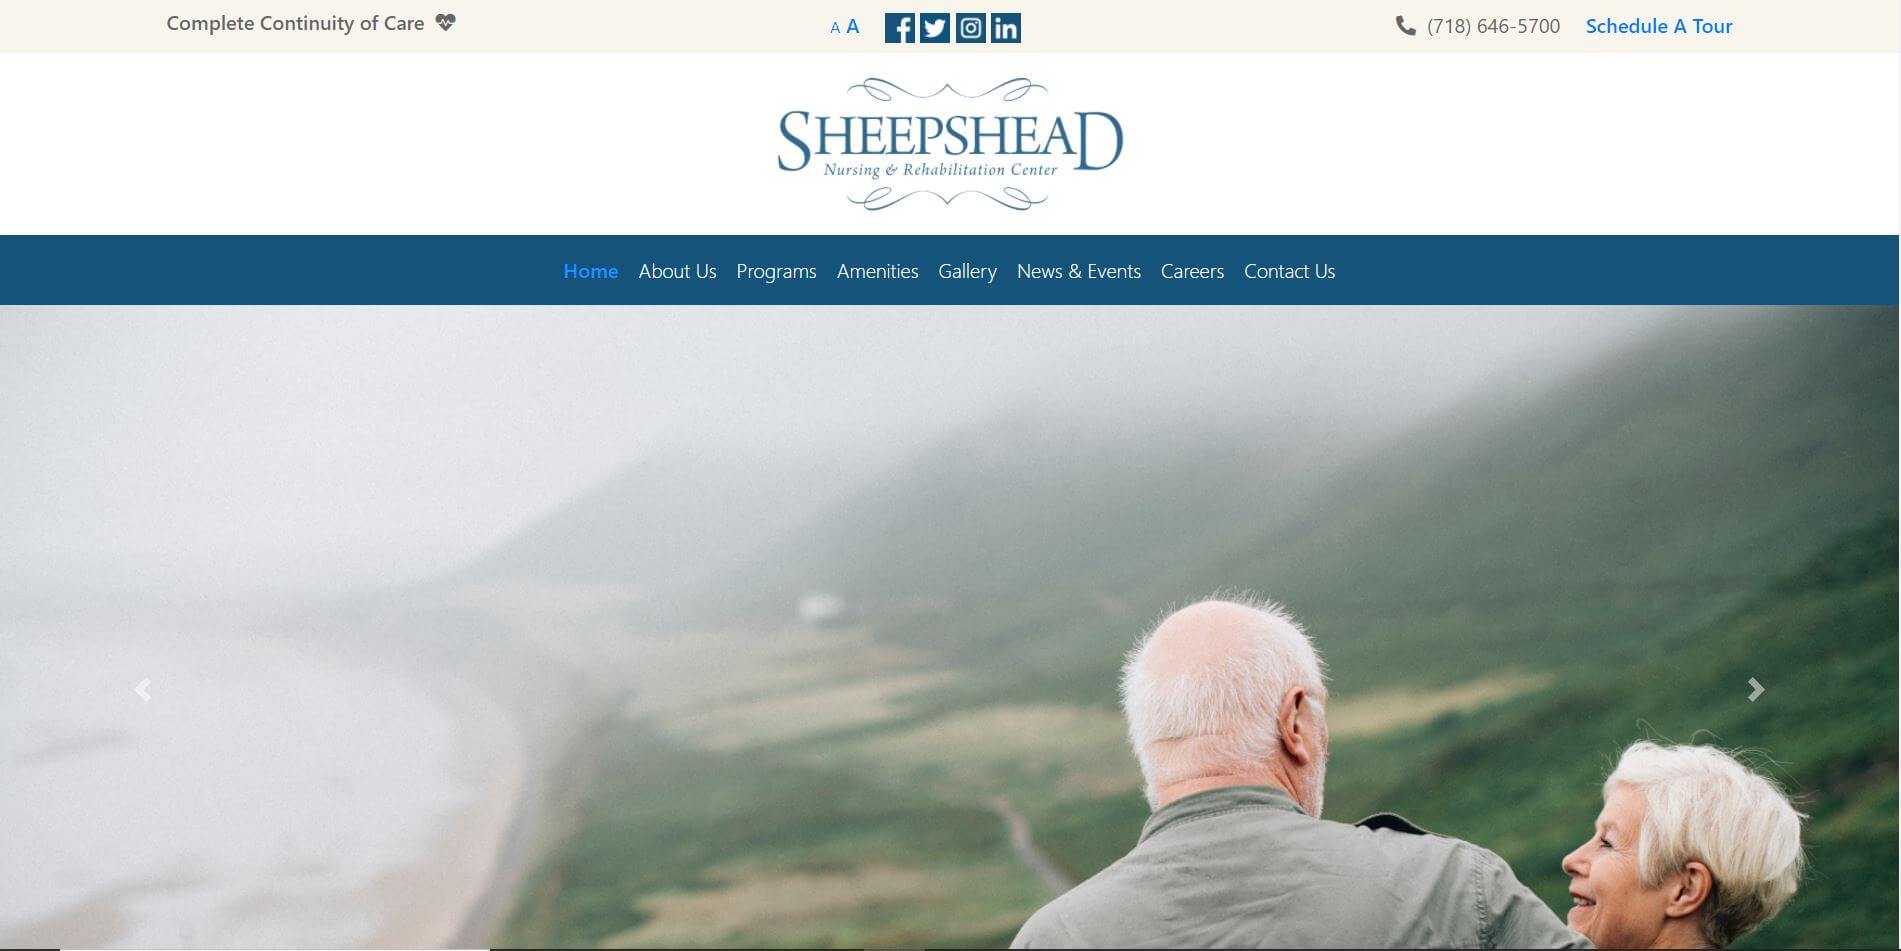 Complete Continuity of Care
A A
(718) 646-5700 Schedule A Tour
SHEEPSHEAD
Nursing & Rehabilitation Center
Home About Us Programs Amenities Gallery News & Events Careers Contact Us